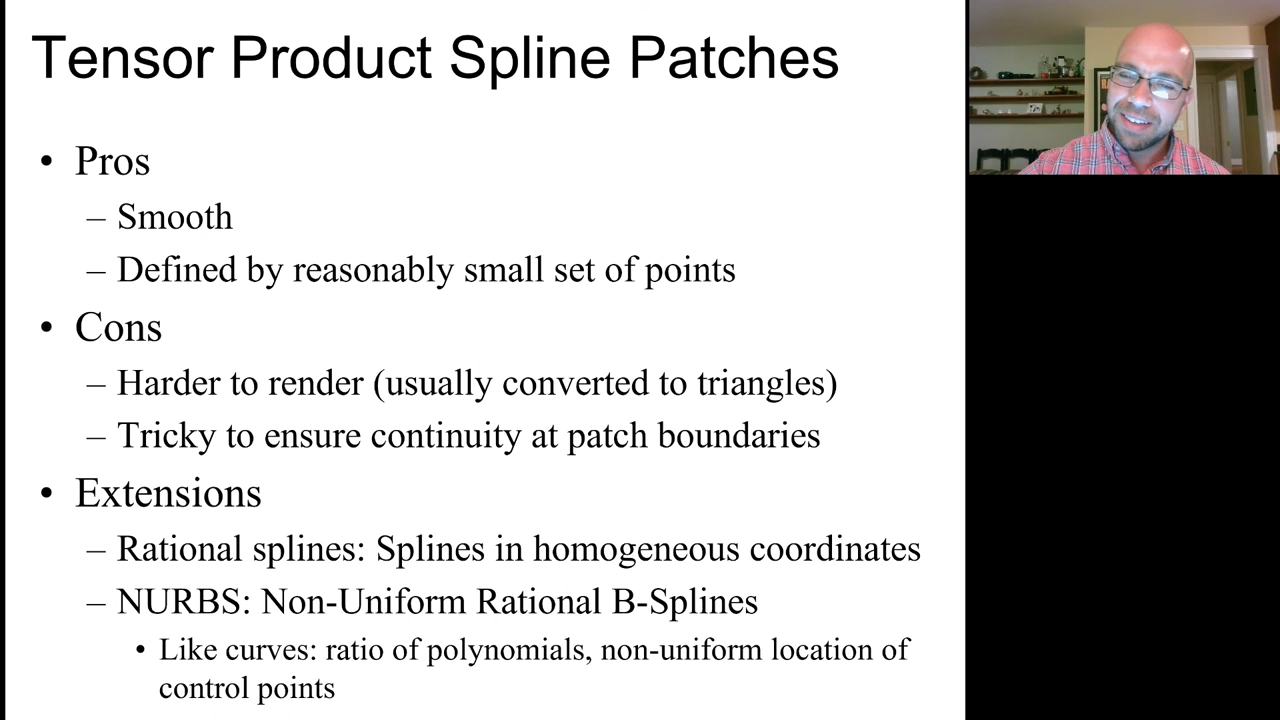 Tensor Product Spline Patches
• Pros
– Smooth
– Defined by reasonably small set of points
• Cons
– Harder to render (usually converted to triangles)
– Tricky to ensure continuity at patch boundaries
• Extensions
– Rational splines: Splines in homogeneous coordinates
– NURBS: Non-Uniform Rational B-Splines
• Like curves: ratio of polynomials, non-uniform location of
control points